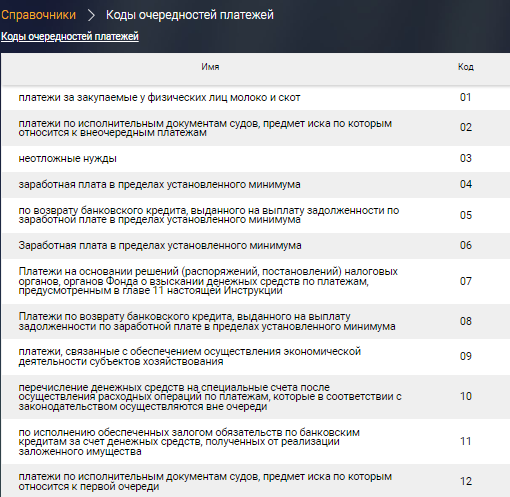 Справочники > Коды очередностей платежей
Коды очередностей платежей
Имя Код
платежи за закупаемые у физических лиц молоко и скот 01
платежи по исполнительным документам судов, предмет иска по которым
относится к внеочередным платежам 02
неотложные нужды 03
заработная плата в пределах установленного минимума 04
по возврату банковского кредита, выданного на выплату задолженности по
заработной плате в пределах установленного минимума 05
Заработная плата в пределах установленного минимума 06
Платежи на основании решений (распоряжений, постановлений) налоговых
органов, органов Фонда о взыскании денежных средств по платежам,
предусмотренным в главе 11 настоящей Инструкции 07
Платежи по возврату банковского кредита, выданного на выплату
задолженности по заработной плате в пределах установленного минимума 08
платежи, связанные с обеспечением осуществления экономической
деятельности субъектов хозяйствования 09
перечисление денежных средств на специальные счета после
осуществления расходных операций по платежам, которые в соответствии с
законодательством осуществляются вне очереди 10
по исполнению обеспеченных залогом обязательств по банковским
кредитам за счет денежных средств, полученных от реализации
заложенного имущества 11
платежи по исполнительным документам судов, предмет иска по которым
относится к первой очереди 12